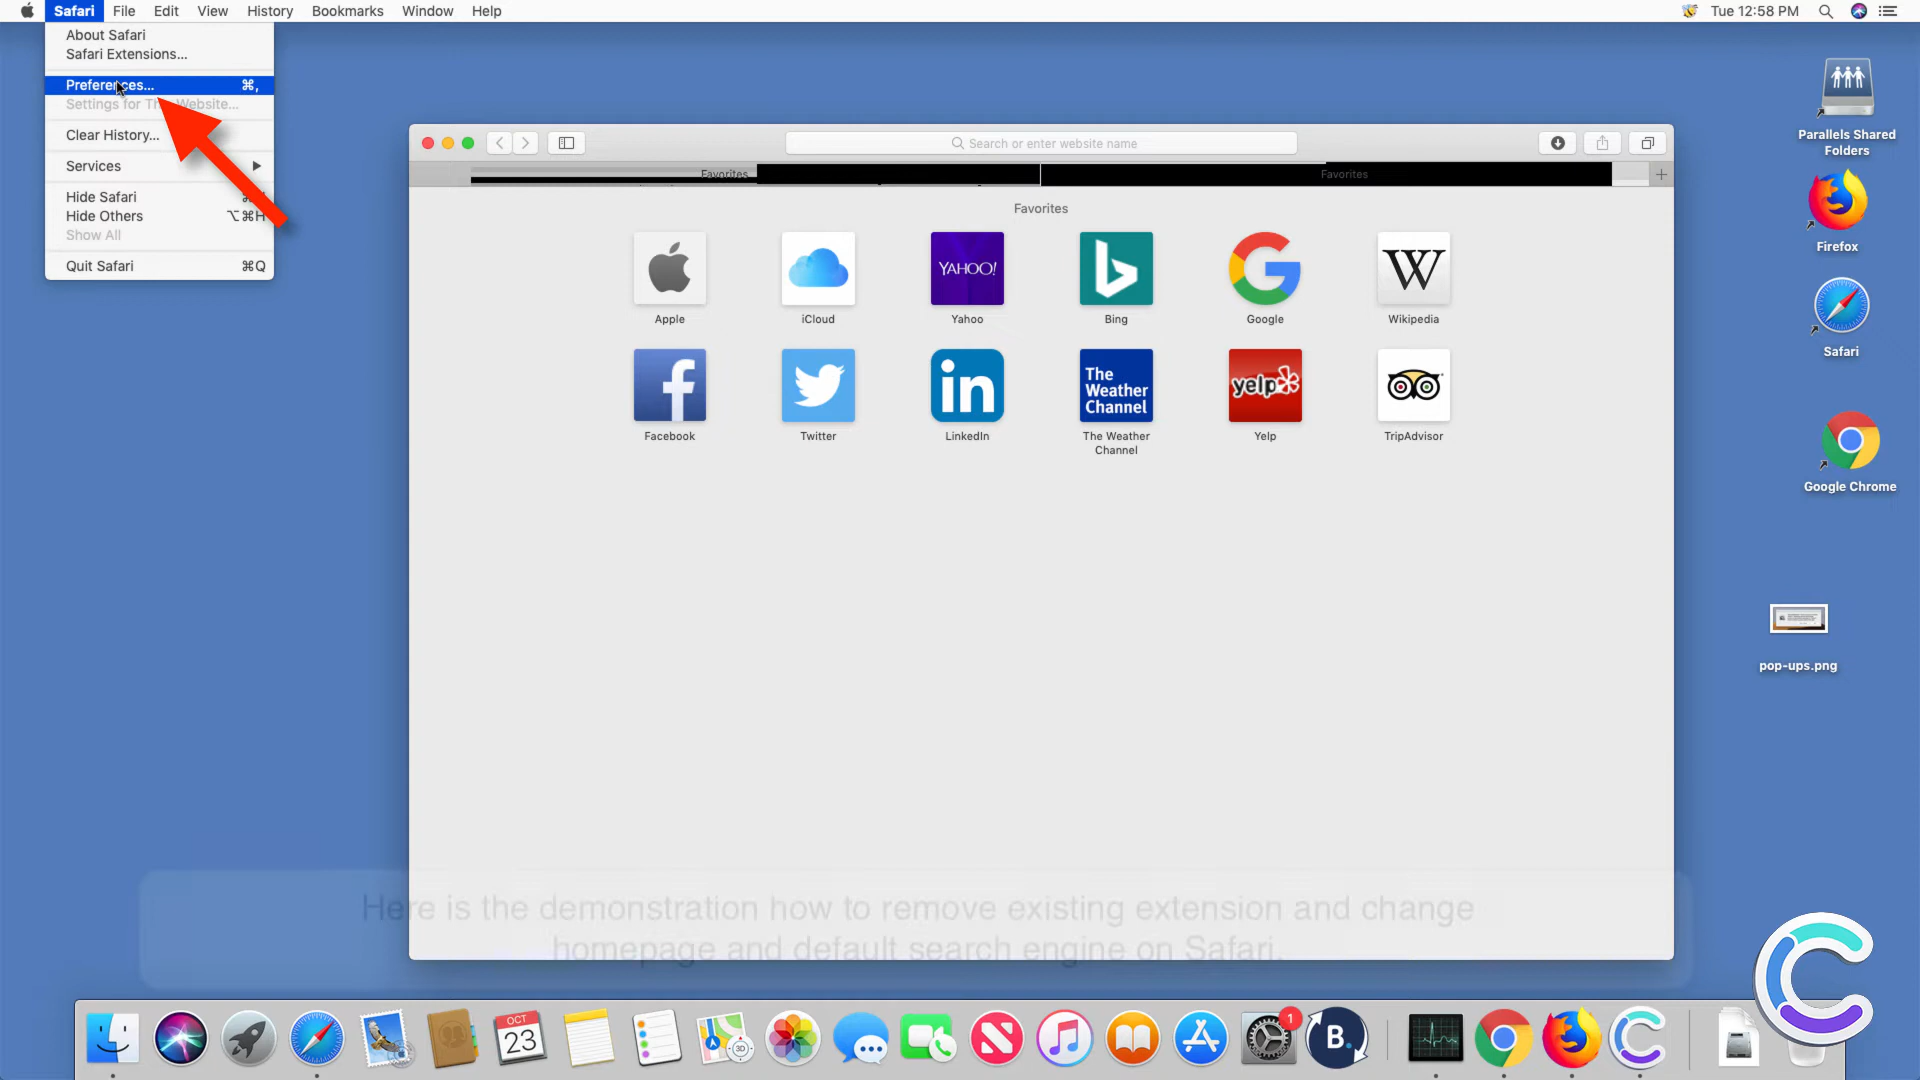 Safari File Edit View History Bookmarks Window Help
Tue 12:58 PM
About Safari
Safari Extensions...
Preferences... ⌘,
Settings for Website...
Clear History...
Services
Hide Safari
Hide Others ⌥⌘H
Show All
Quit Safari ⌘Q
Search or enter website name
Favorites
Favorites
Favorites
Apple
iCloud
YAHOO!
Yahoo
Bing
Google
W
Wikipedia
Facebook
Twitter
in
LinkedIn
The
Weather
Channel
The Weather
Channel
yelp
Yelp
TripAdvisor
Parallels Shared
Folders
Firefox
Safari
Google Chrome
pop-ups.png
Here is the demonstration how to remove existing extension and change
homepage and default search engine on Safari.
OCT
23
3D
1
B.